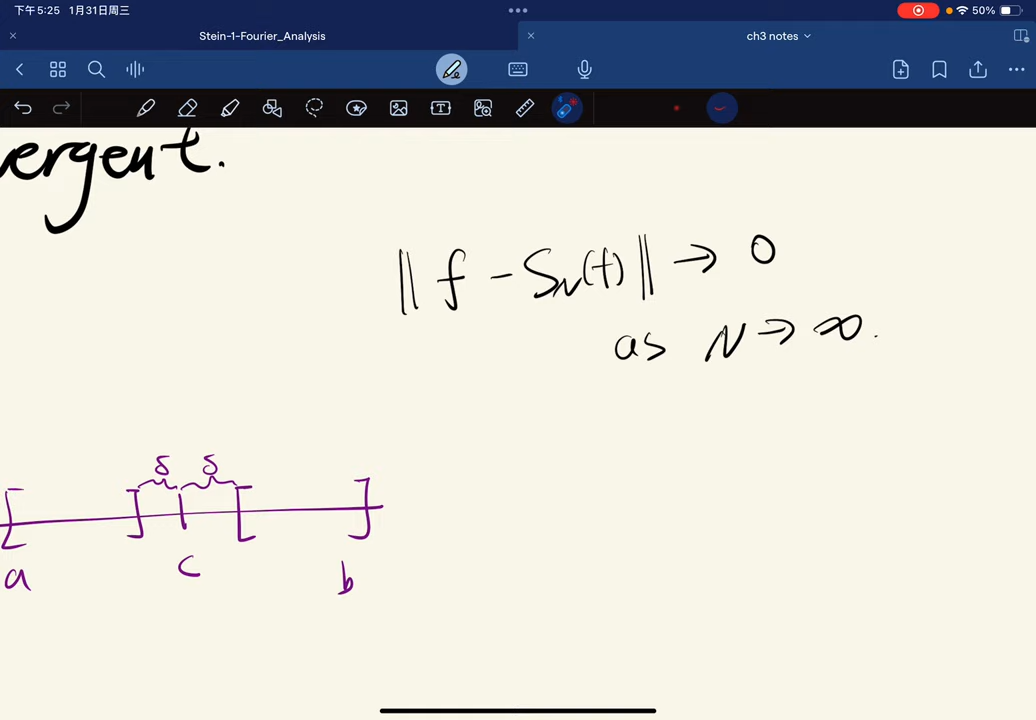 下午5:25 1月31日周三
50%
Stein-1-Fourier_Analysis
ch3 notes
vergent.
‖f - S_N(f)‖ → 0
as N → ∞.
δ δ
a c b